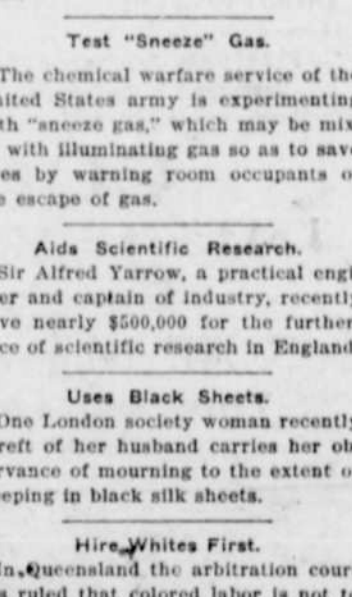 Test "Sneeze" Gas.
The chemical warfare service of the
ited States army is experimenting
th "sneeze gas," which may be mix
with illuminating gas so as to save
es by warning room occupants o
e escape of gas.
Aids Scientific Research.
Sir Alfred Yarrow, a practical engi
er and captain of industry, recently
ve nearly $500,000 for the further
ce of scientific research in England
Uses Black Sheets.
One London society woman recently
reft of her husband carries her ob
rvance of mourning to the extent o
eping in black silk sheets.
Hire Whites First.
In Queensland the arbitration cour
s ruled that colored labor is not to